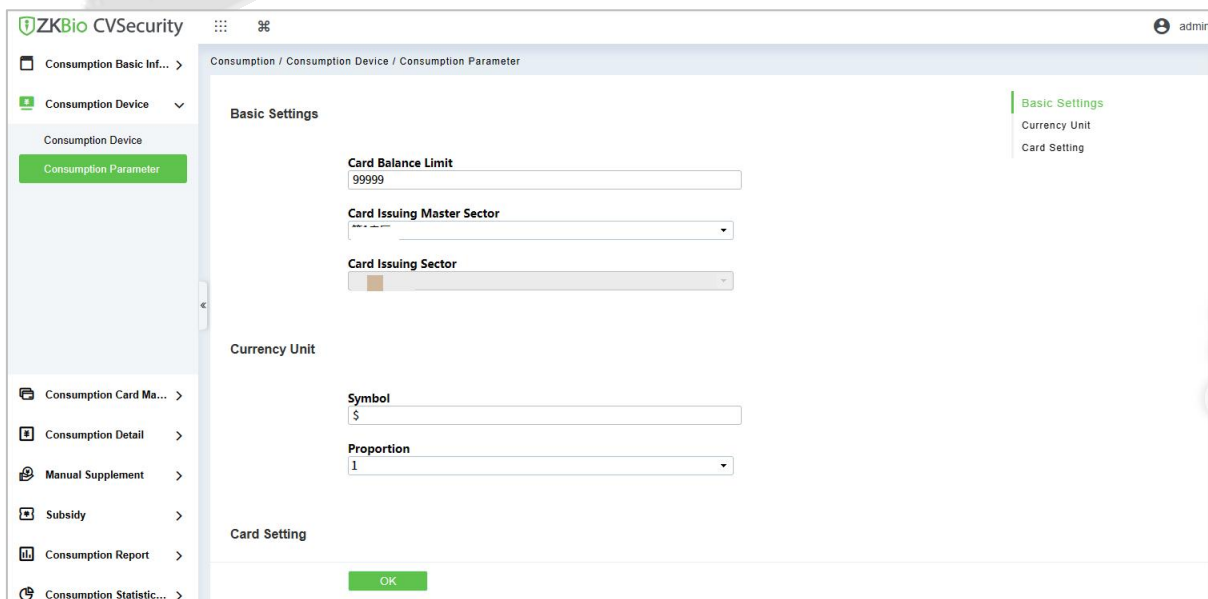 ZKBio CVSecurity
admin
Consumption Basic Inf...
Consumption / Consumption Device / Consumption Parameter
Consumption Device
Consumption Device
Consumption Parameter
Basic Settings
Card Balance Limit
99999
Card Issuing Master Sector
Card Issuing Sector
Currency Unit
Symbol
$
Proportion
1
Card Setting
OK
Basic Settings
Currency Unit
Card Setting
Consumption Card Ma...
Consumption Detail
Manual Supplement
Subsidy
Consumption Report
Consumption Statistic...